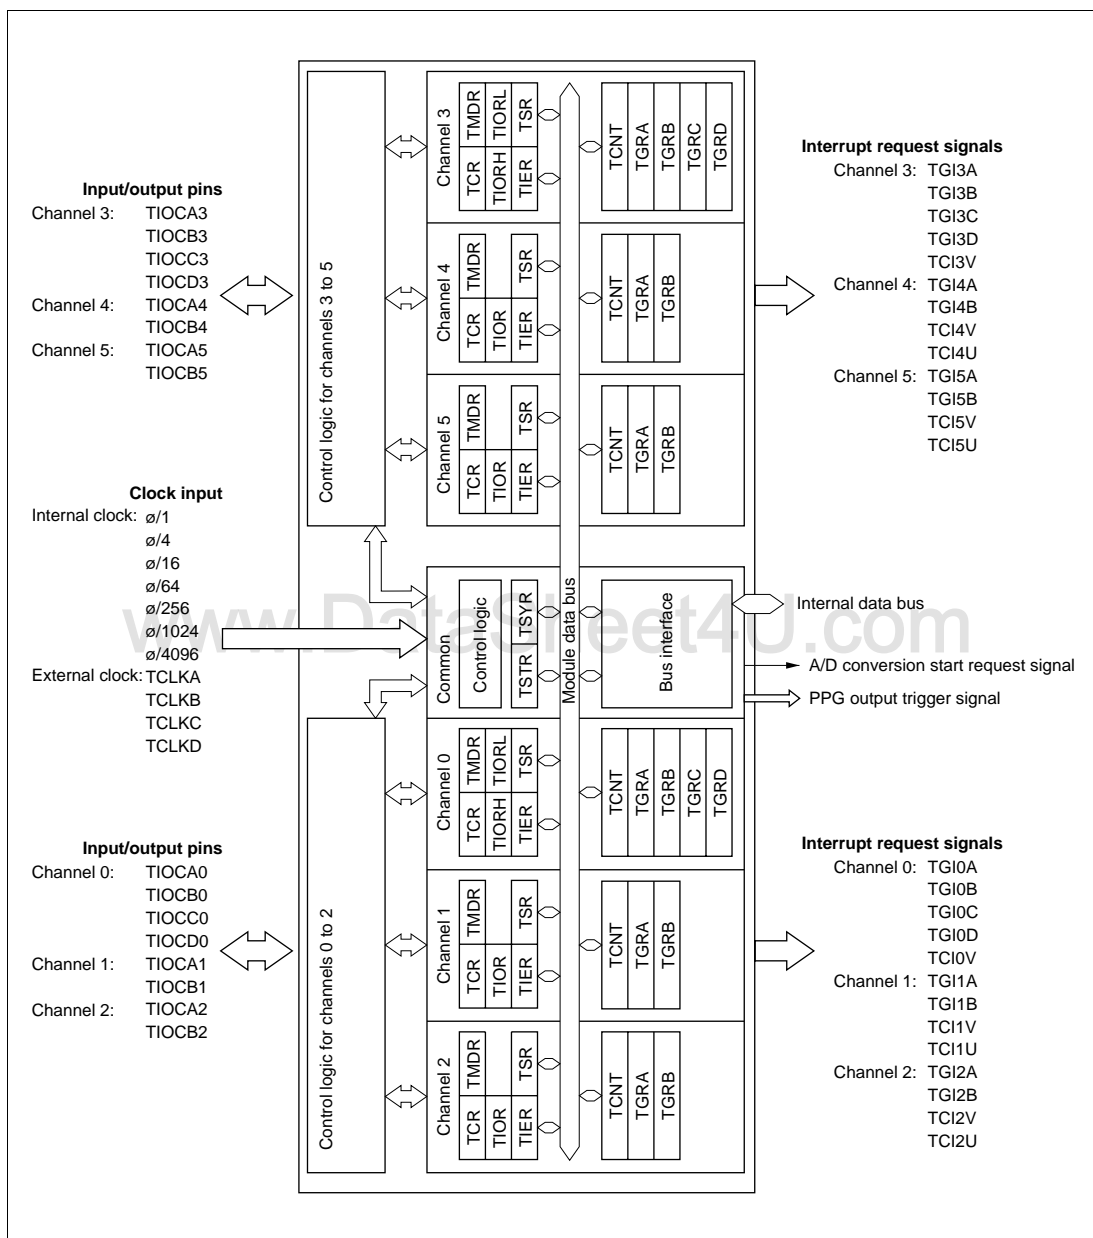 Input/output pins
Channel 3: TIOCA3
TIOCB3
TIOCC3
TIOCD3
Channel 4: TIOCA4
TIOCB4
Channel 5: TIOCA5
TIOCB5
Clock input
Internal clock: ø/1
ø/4
ø/16
ø/64
ø/256
ø/1024
ø/4096
External clock: TCLKA
TCLKB
TCLKC
TCLKD
Input/output pins
Channel 0: TIOCA0
TIOCB0
TIOCC0
TIOCD0
Channel 1: TIOCA1
TIOCB1
Channel 2: TIOCA2
TIOCB2
Control logic for channels 3 to 5
Control logic for channels 0 to 2
Channel 3
TCR TMDR
TIORH TIORL
TIER TSR
TCNT
TGRA
TGRB
TGRC
TGRD
Channel 4
TCR TMDR
TIOR
TIER TSR
TCNT
TGRA
TGRB
Channel 5
TCR TMDR
TIOR
TIER TSR
TCNT
TGRA
TGRB
Common
Control logic
TSTR TSYR
Module data bus
Bus interface
Channel 0
TCR TMDR
TIORH TIORL
TIER TSR
TCNT
TGRA
TGRB
TGRC
TGRD
Channel 1
TCR TMDR
TIOR
TIER TSR
TCNT
TGRA
TGRB
Channel 2
TCR TMDR
TIOR
TIER TSR
TCNT
TGRA
TGRB
Interrupt request signals
Channel 3: TGI3A
TGI3B
TGI3C
TGI3D
TCI3V
Channel 4: TGI4A
TGI4B
TCI4V
TCI4U
Channel 5: TGI5A
TGI5B
TCI5V
TCI5U
Internal data bus
A/D conversion start request signal
PPG output trigger signal
Interrupt request signals
Channel 0: TGI0A
TGI0B
TGI0C
TGI0D
TCI0V
Channel 1: TGI1A
TGI1B
TCI1V
TCI1U
Channel 2: TGI2A
TGI2B
TCI2V
TCI2U
www.DataSheet4U.com